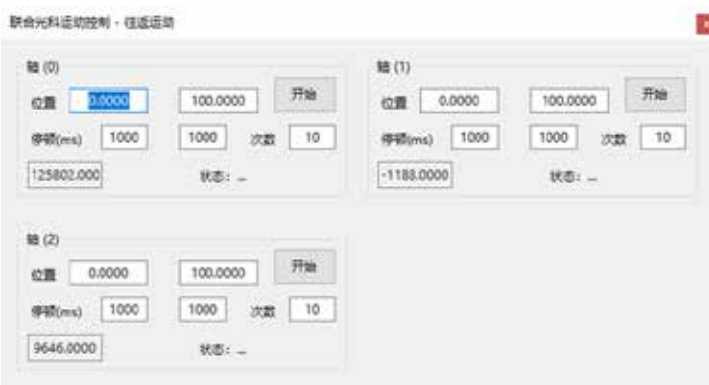 联合光科运动控制 - 往返运动
轴 (0)
位置 0.0000 100.0000 开始
停顿(ms) 1000 1000 次数 10
125802.000 状态: ...
轴 (1)
位置 0.0000 100.0000 开始
停顿(ms) 1000 1000 次数 10
-1188.0000 状态: ...
轴 (2)
位置 0.0000 100.0000 开始
停顿(ms) 1000 1000 次数 10
9646.0000 状态: ...